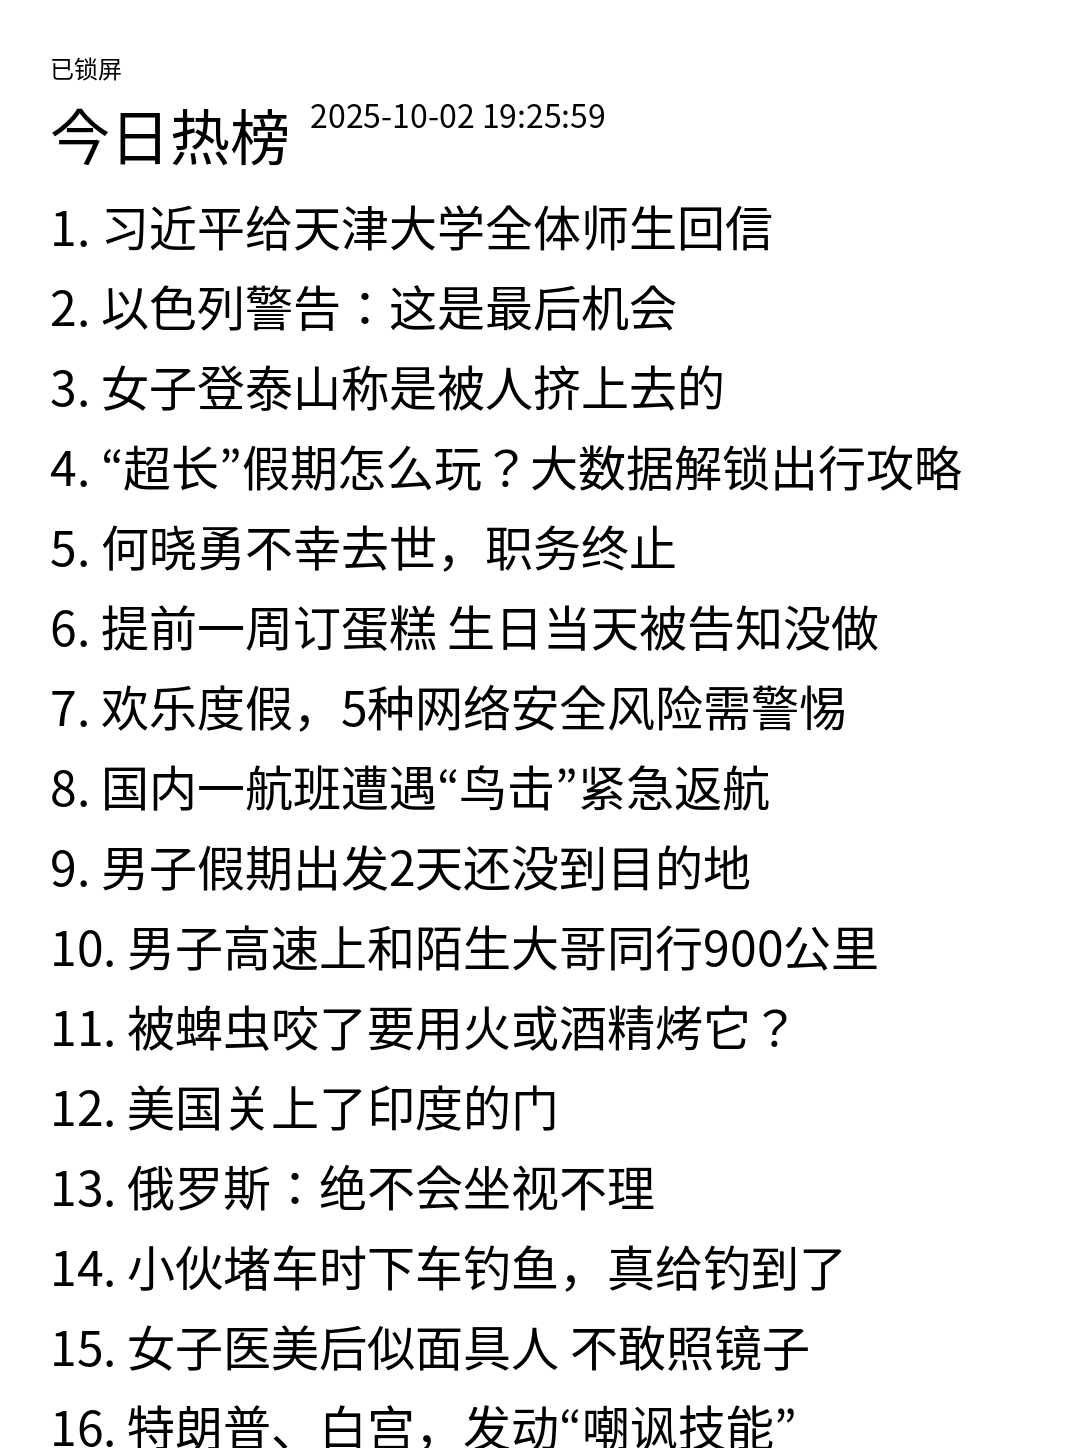 已锁屏
今日热榜 2025-10-02 19:25:59
1. 习近平给天津大学全体师生回信
2. 以色列警告：这是最后机会
3. 女子登泰山称是被人挤上去的
4. “超长”假期怎么玩？大数据解锁出行攻略
5. 何晓勇不幸去世，职务终止
6. 提前一周订蛋糕 生日当天被告知没做
7. 欢乐度假，5种网络安全风险需警惕
8. 国内一航班遭遇“鸟击”紧急返航
9. 男子假期出发2天还没到目的地
10. 男子高速上和陌生大哥同行900公里
11. 被蜱虫咬了要用火或酒精烤它？
12. 美国关上了印度的门
13. 俄罗斯：绝不会坐视不理
14. 小伙堵车时下车钓鱼，真给钓到了
15. 女子医美后似面具人 不敢照镜子
16. 特朗普、白宫，发动“嘲讽技能”